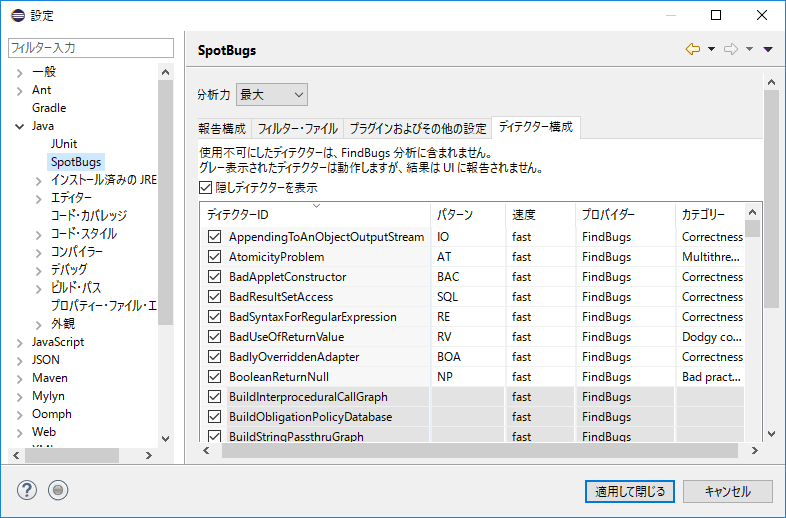 設定
フィルター入力
一般
Ant
Gradle
Java
JUnit
SpotBugs
インストール済みの JRE
エディター
コード・カバレッジ
コード・スタイル
コンパイラー
デバッグ
ビルド・パス
プロパティー・ファイル・エ
外観
JavaScript
JSON
Maven
Mylyn
Oomph
Web
SpotBugs
分析力 最大
報告構成 フィルター・ファイル プラグインおよびその他の設定 ディテクター構成
使用不可にしたディテクターは、FindBugs 分析に含まれません。
グレー表示されたディテクターは動作しますが、結果は UI に報告されません。
隠しディテクターを表示
ディテクターID パターン 速度 プロバイダー カテゴリー
AppendingToAnObjectOutputStream IO fast FindBugs Correctness
AtomicityProblem AT fast FindBugs Multithre...
BadAppletConstructor BAC fast FindBugs Correctness
BadResultSetAccess SQL fast FindBugs Correctness
BadSyntaxForRegularExpression RE fast FindBugs Correctness
BadUseOfReturnValue RV fast FindBugs Dodgy co...
BadlyOverriddenAdapter BOA fast FindBugs Correctness
BooleanReturnNull NP fast FindBugs Bad pract...
BuildInterproceduralCallGraph fast FindBugs
BuildObligationPolicyDatabase fast FindBugs
BuildStringPassthruGraph fast FindBugs
適用して閉じる キャンセル